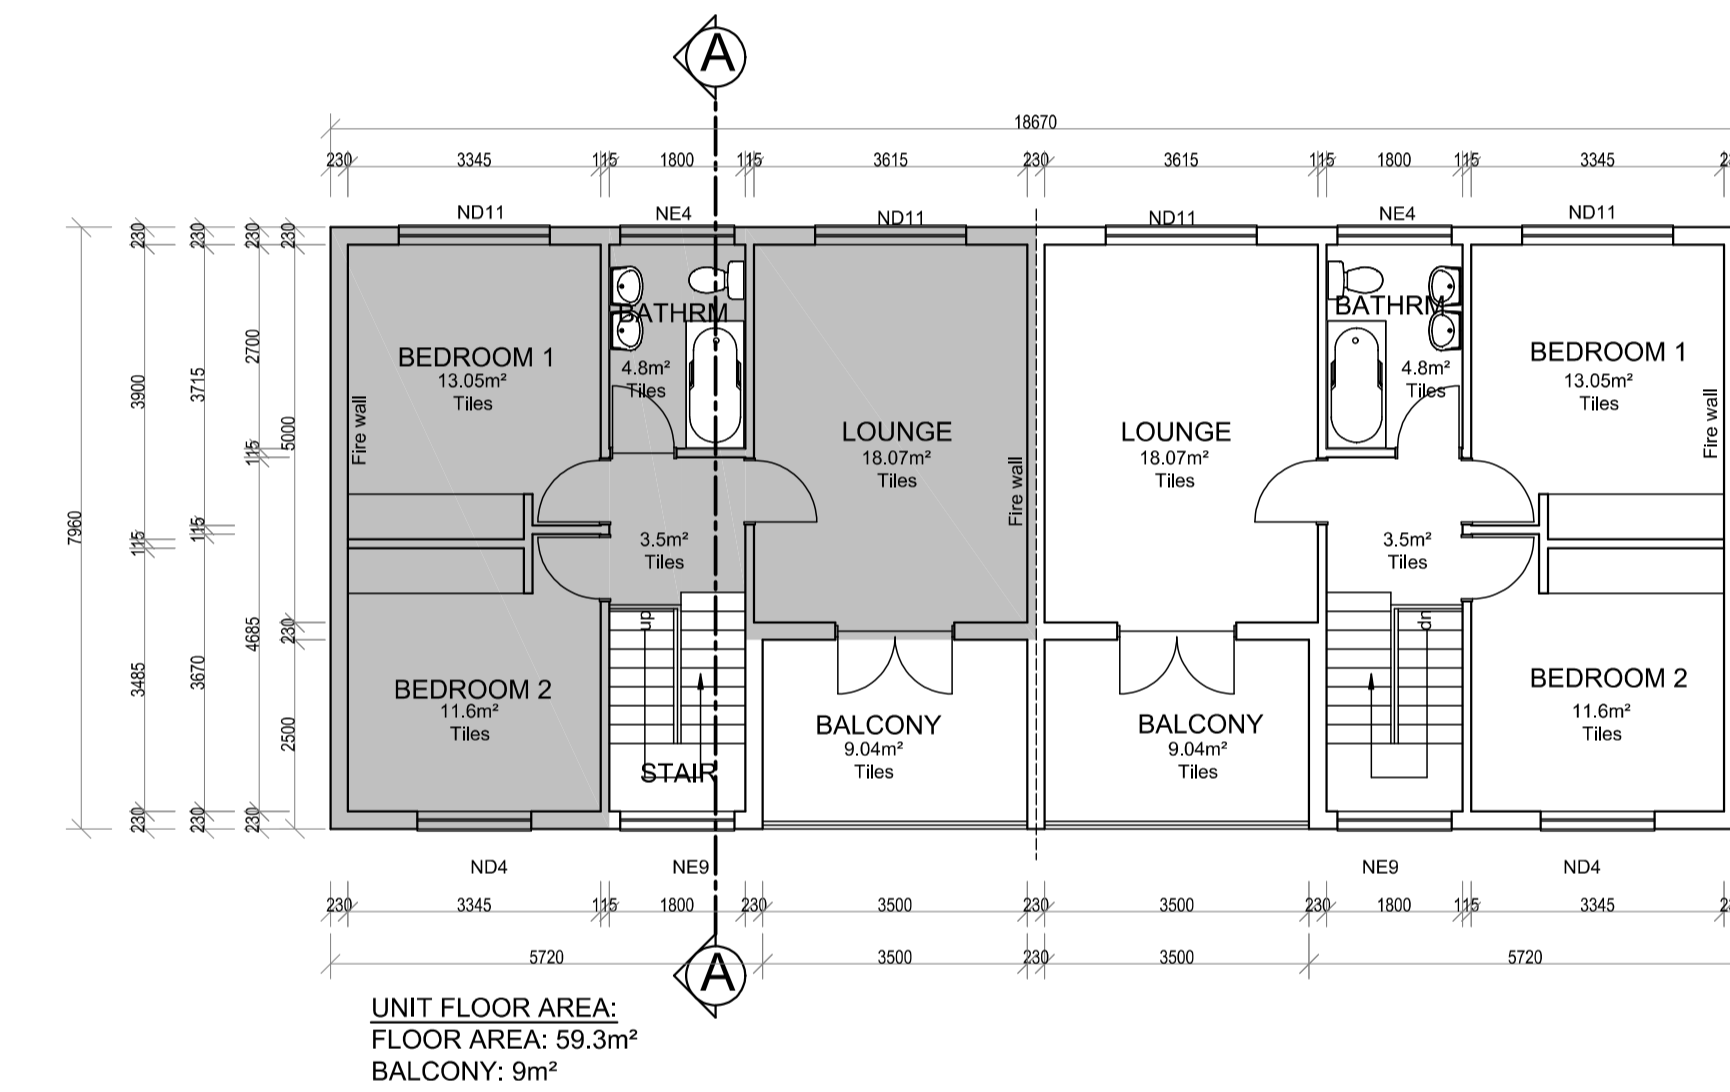 A
18670
230 3345 115 1800 115 3615 230 3615 115 1800 115 3345
ND11 NE4 ND11 ND11 NE4 ND11
7960
230 3900 115 3485 230
230 3715 115 3670 230
230 2700 115 4685 230
230 5000 230 2500
BEDROOM 1
13.05m²
Tiles
Fire wall
BATHRM
4.8m²
Tiles
LOUNGE
18.07m²
Tiles
Fire wall
LOUNGE
18.07m²
Tiles
BATHRM
4.8m²
Tiles
BEDROOM 1
13.05m²
Tiles
Fire wall
3.5m²
Tiles
3.5m²
Tiles
up
dn
BEDROOM 2
11.6m²
Tiles
STAIR
BALCONY
9.04m²
Tiles
BALCONY
9.04m²
Tiles
BEDROOM 2
11.6m²
Tiles
ND4 NE9 NE9 ND4
230 3345 115 1800 230 3500 230 3500 230 1800 115 3345
5720 3500 230 3500 5720
A
UNIT FLOOR AREA:
FLOOR AREA: 59.3m²
BALCONY: 9m²